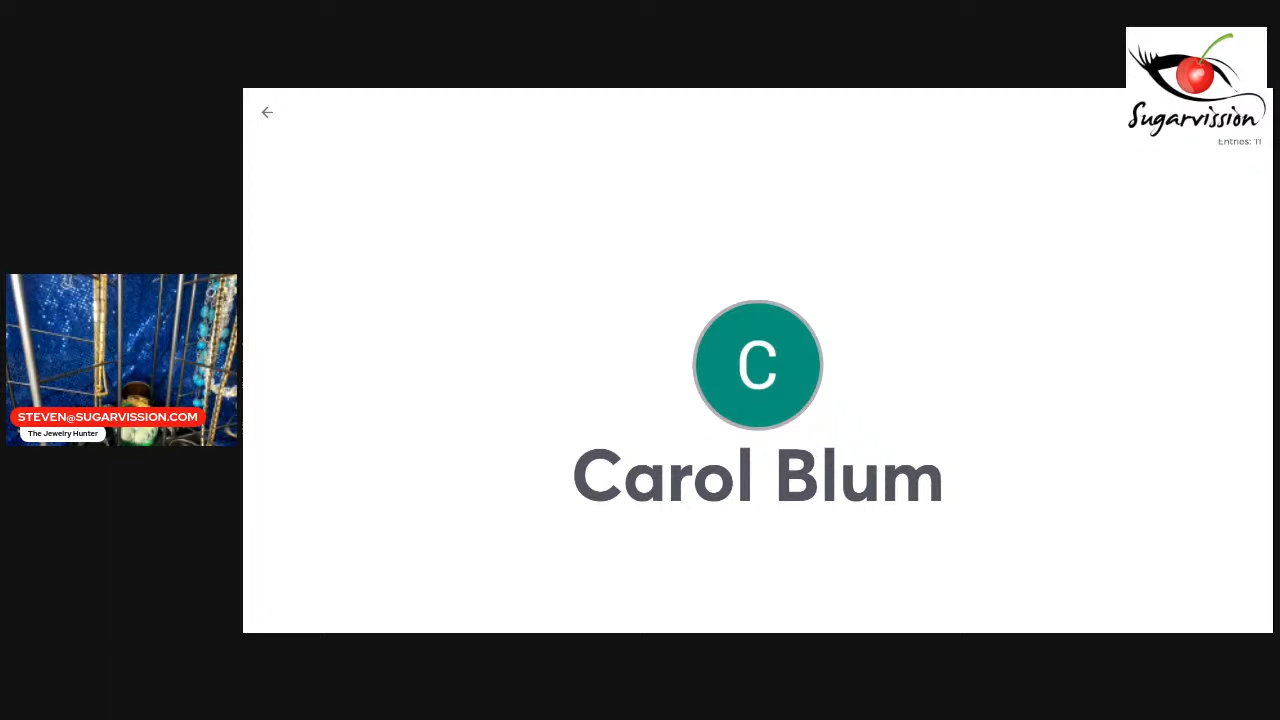 Sugarvission
Entries: 11
STEVEN@SUGARVISSION.COM
The Jewelry Hunter
C
Carol Blum